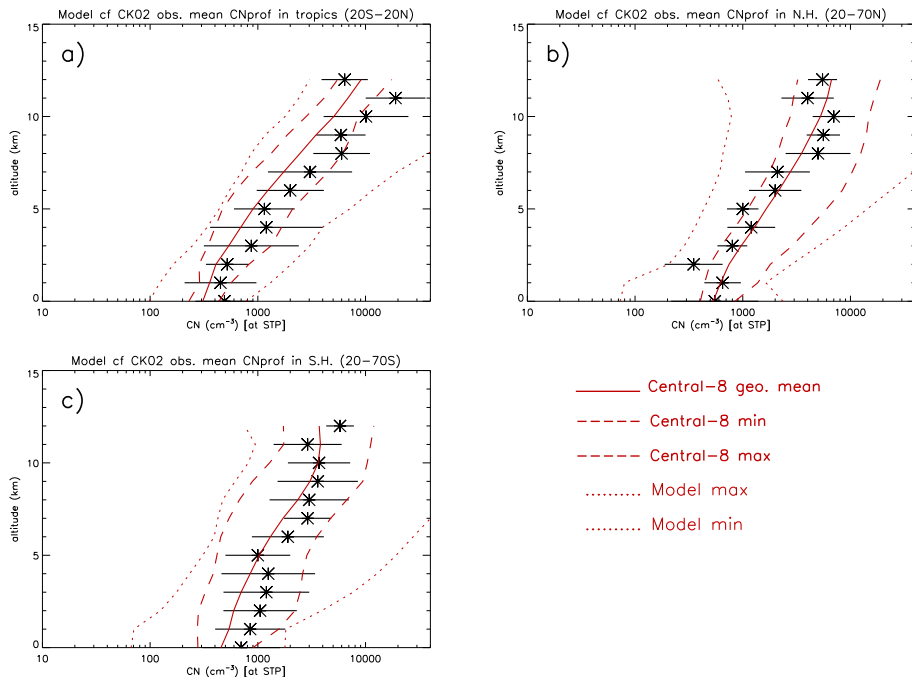 Model cf CK02 obs. mean CNprof in tropics (20S-20N)
a)
15
10
5
0
altitude (km)
10 100 1000 10000
CN (cm⁻³) [at STP]
Model cf CK02 obs. mean CNprof in N.H. (20-70N)
b)
15
10
5
0
altitude (km)
10 100 1000 10000
CN (cm⁻³) [at STP]
Model cf CK02 obs. mean CNprof in S.H. (20-70S)
c)
15
10
5
0
altitude (km)
10 100 1000 10000
CN (cm⁻³) [at STP]
Central-8 geo. mean
Central-8 min
Central-8 max
Model max
Model min